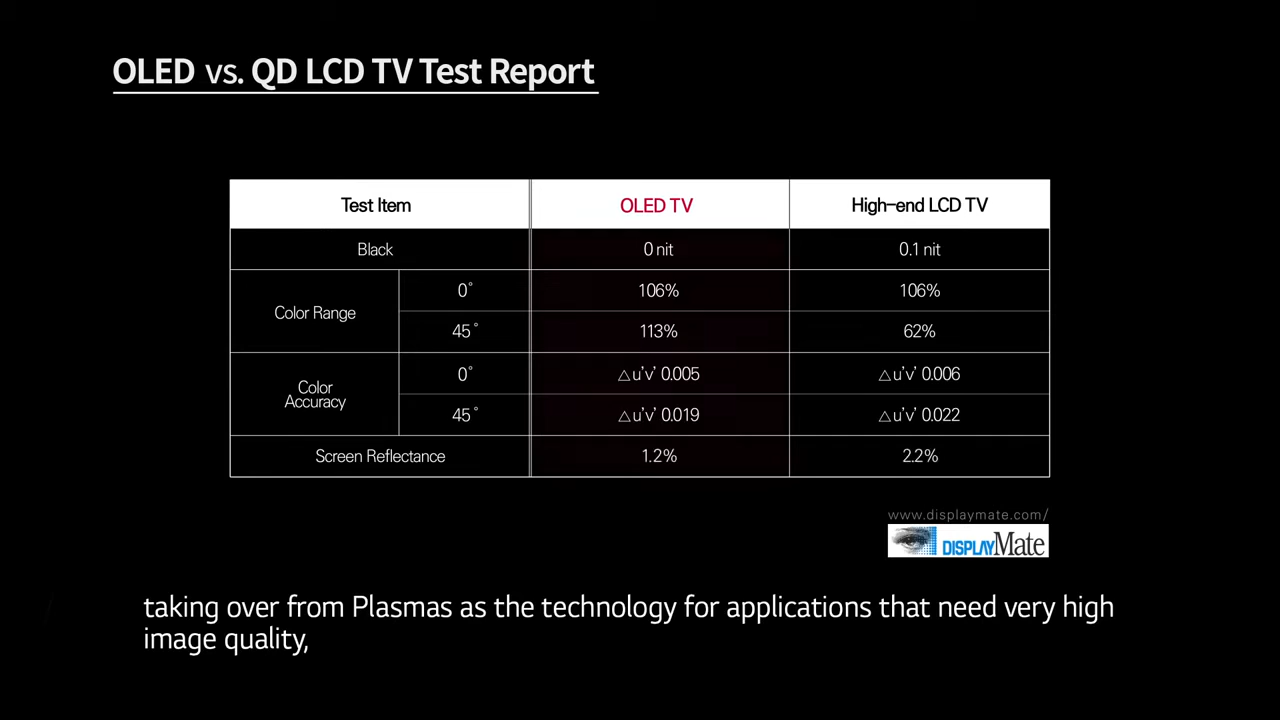 OLED vs. QD LCD TV Test Report
Test Item OLED TV High-end LCD TV
Black 0 nit 0.1 nit
Color Range 0° 106% 106%
45° 113% 62%
Color Accuracy 0° △u'v' 0.005 △u'v' 0.006
45° △u'v' 0.019 △u'v' 0.022
Screen Reflectance 1.2% 2.2%
www.displaymate.com/
DISPLAYMate
taking over from Plasmas as the technology for applications that need very high
image quality,